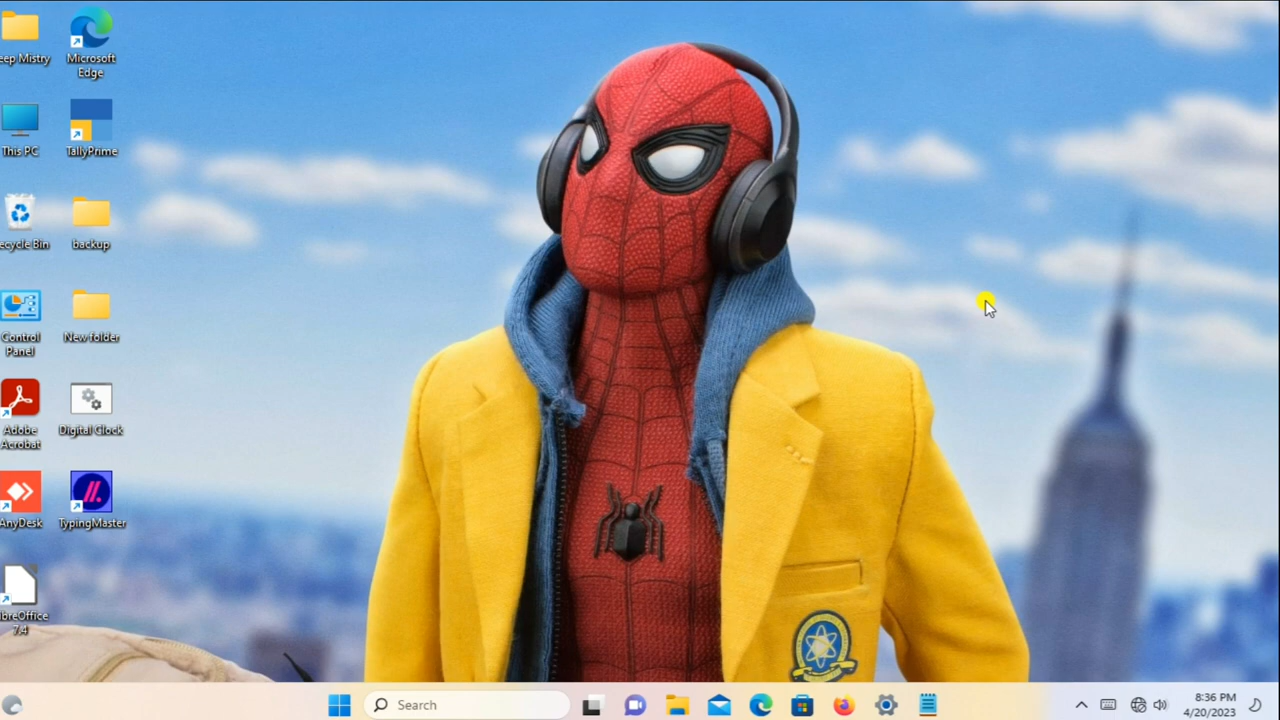 eep Mistry
Microsoft
Edge
This PC
TallyPrime
ecycle Bin
backup
Control
Panel
New folder
Adobe
Acrobat
Digital Clock
AnyDesk
TypingMaster
ibreOffice
7.4
Search
8:36 PM
4/20/2023